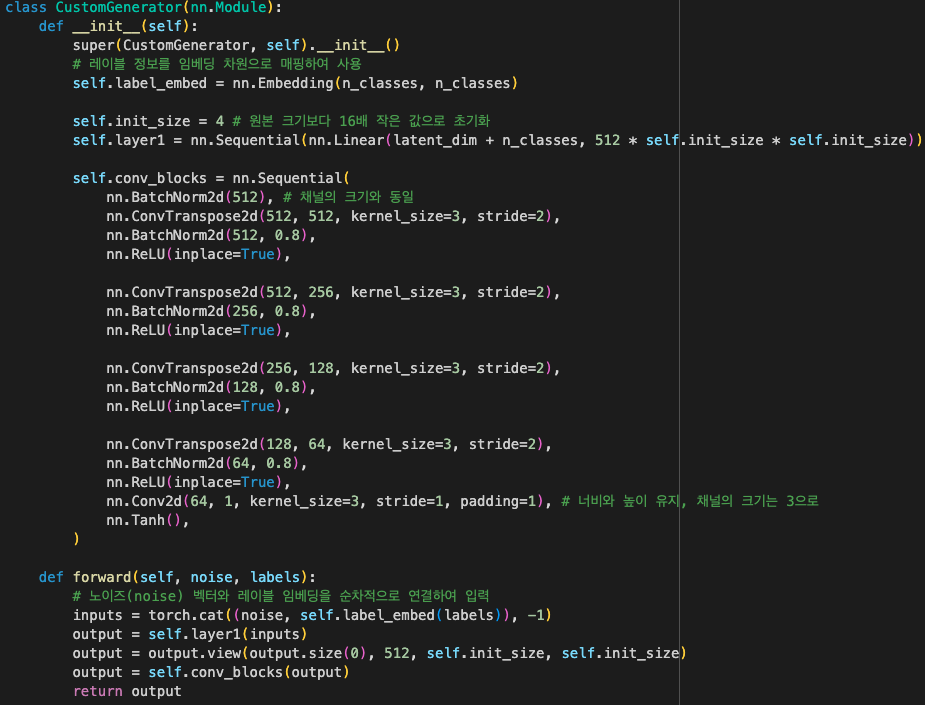 class CustomGenerator(nn.Module):
    def __init__(self):
        super(CustomGenerator, self).__init__()
        # 레이블 정보를 임베딩 차원으로 매핑하여 사용
        self.label_embed = nn.Embedding(n_classes, n_classes)

        self.init_size = 4 # 원본 크기보다 16배 작은 값으로 초기화
        self.layer1 = nn.Sequential(nn.Linear(latent_dim + n_classes, 512 * self.init_size * self.init_size))

        self.conv_blocks = nn.Sequential(
            nn.BatchNorm2d(512), # 채널의 크기와 동일
            nn.ConvTranspose2d(512, 512, kernel_size=3, stride=2),
            nn.BatchNorm2d(512, 0.8),
            nn.ReLU(inplace=True),

            nn.ConvTranspose2d(512, 256, kernel_size=3, stride=2),
            nn.BatchNorm2d(256, 0.8),
            nn.ReLU(inplace=True),

            nn.ConvTranspose2d(256, 128, kernel_size=3, stride=2),
            nn.BatchNorm2d(128, 0.8),
            nn.ReLU(inplace=True),

            nn.ConvTranspose2d(128, 64, kernel_size=3, stride=2),
            nn.BatchNorm2d(64, 0.8),
            nn.ReLU(inplace=True),
            nn.Conv2d(64, 1, kernel_size=3, stride=1, padding=1), # 너비와 높이 유지, 채널의 크기는 3으로
            nn.Tanh(),
        )

    def forward(self, noise, labels):
        # 노이즈(noise) 벡터와 레이블 임베딩을 순차적으로 연결하여 입력
        inputs = torch.cat((noise, self.label_embed(labels)), -1)
        output = self.layer1(inputs)
        output = output.view(output.size(0), 512, self.init_size, self.init_size)
        output = self.conv_blocks(output)
        return output